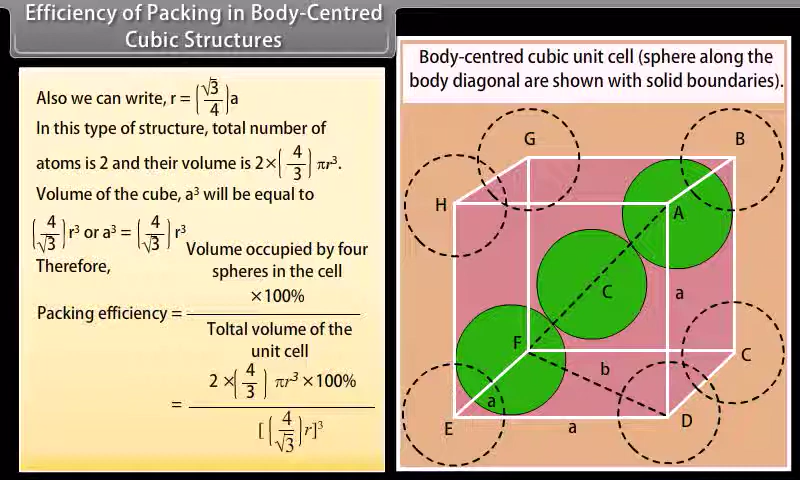 Efficiency of Packing in Body-Centred
Cubic Structures
Also we can write, r = (√3/4)a
In this type of structure, total number of
atoms is 2 and their volume is 2×(4/3) πr³.
Volume of the cube, a³ will be equal to
(4/√3)r³ or a³ = (4/√3) r³
Therefore,
Volume occupied by four
spheres in the cell
×100%
Packing efficiency =
Toltal volume of the
unit cell
2 ×(4/3) πr³ ×100%
=
[(4/√3)r]³
Body-centred cubic unit cell (sphere along the
body diagonal are shown with solid boundaries).
G
B
H
A
C
a
F
b
C
a
E
a
D